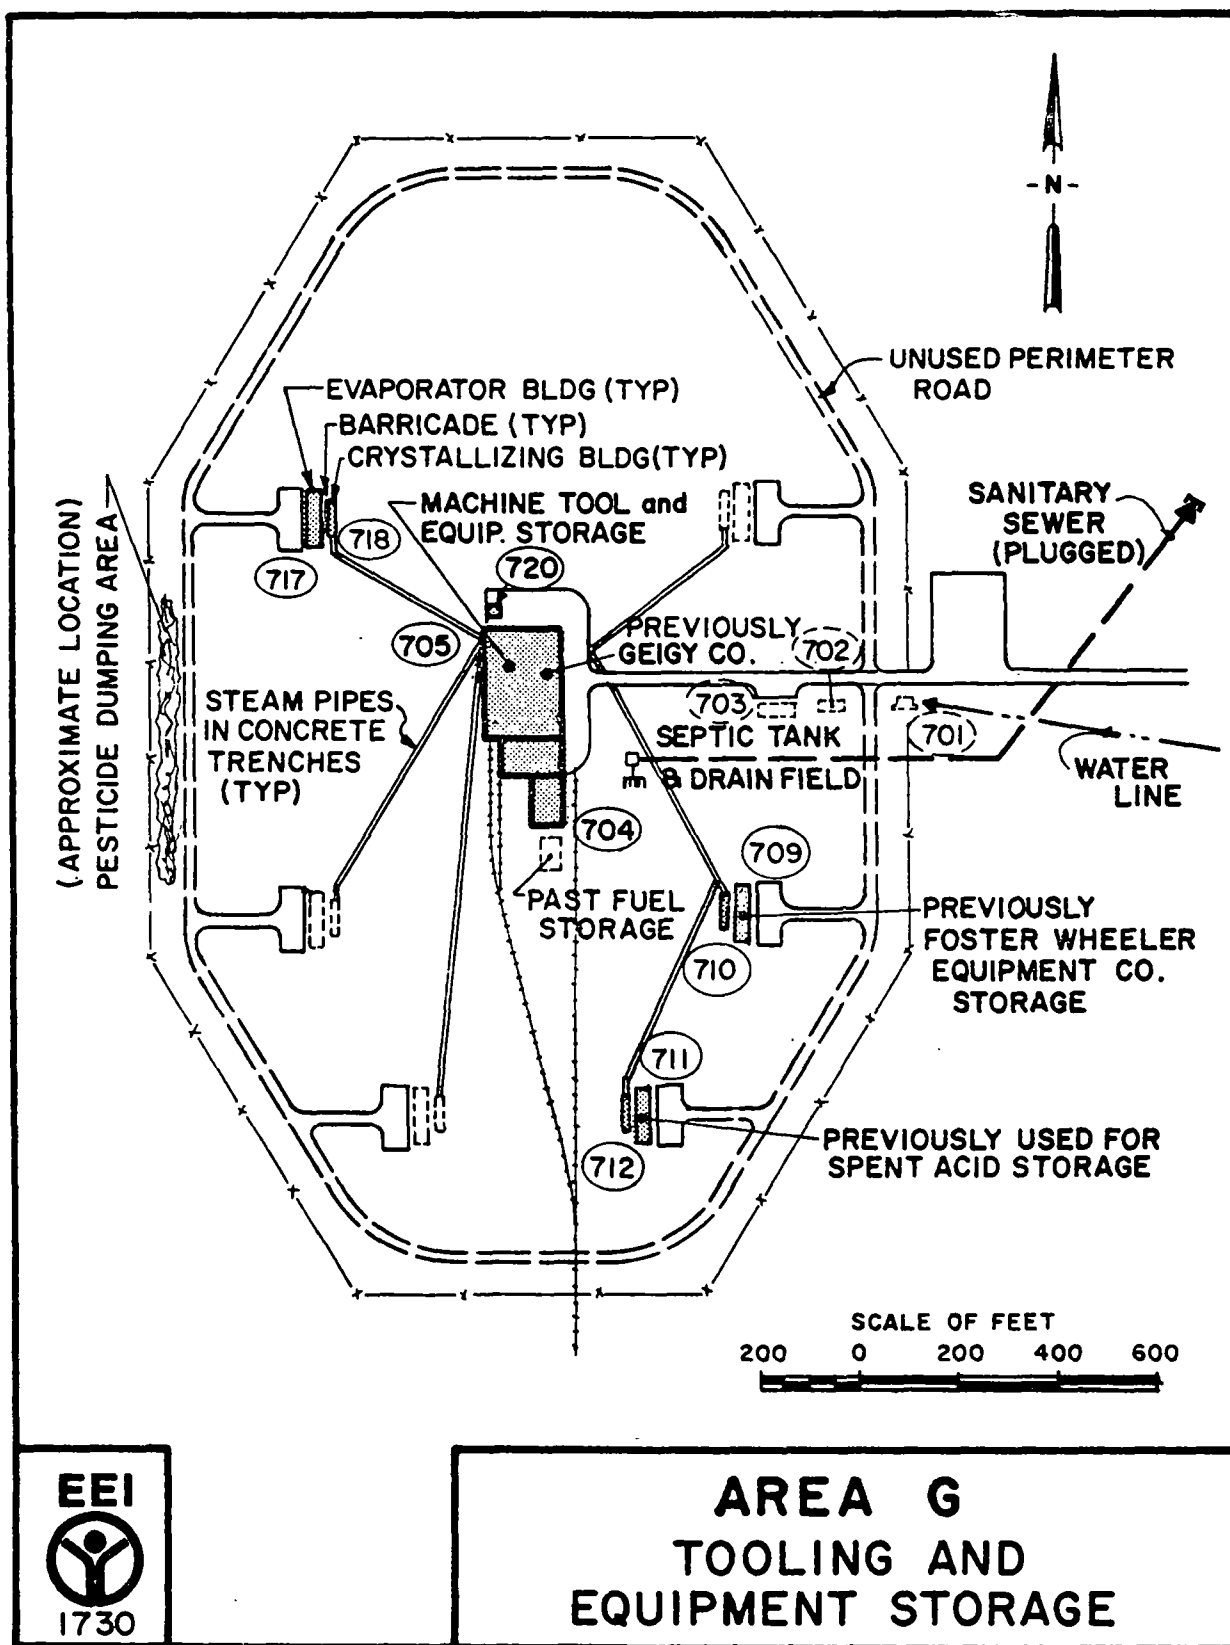 - N -
UNUSED PERIMETER
ROAD
EVAPORATOR BLDG (TYP)
BARRICADE (TYP)
CRYSTALLIZING BLDG(TYP)
MACHINE TOOL and
EQUIP. STORAGE
718
717
720
SANITARY
SEWER
(PLUGGED)
(APPROXIMATE LOCATION)
PESTICIDE DUMPING AREA
705
PREVIOUSLY
GEIGY CO.
702
703
701
STEAM PIPES
IN CONCRETE
TRENCHES
(TYP)
SEPTIC TANK
& DRAIN FIELD
WATER
LINE
704
709
PAST FUEL
STORAGE
PREVIOUSLY
FOSTER WHEELER
EQUIPMENT CO.
STORAGE
710
711
PREVIOUSLY USED FOR
SPENT ACID STORAGE
712
SCALE OF FEET
200 0 200 400 600
EEI
1730
AREA G
TOOLING AND
EQUIPMENT STORAGE